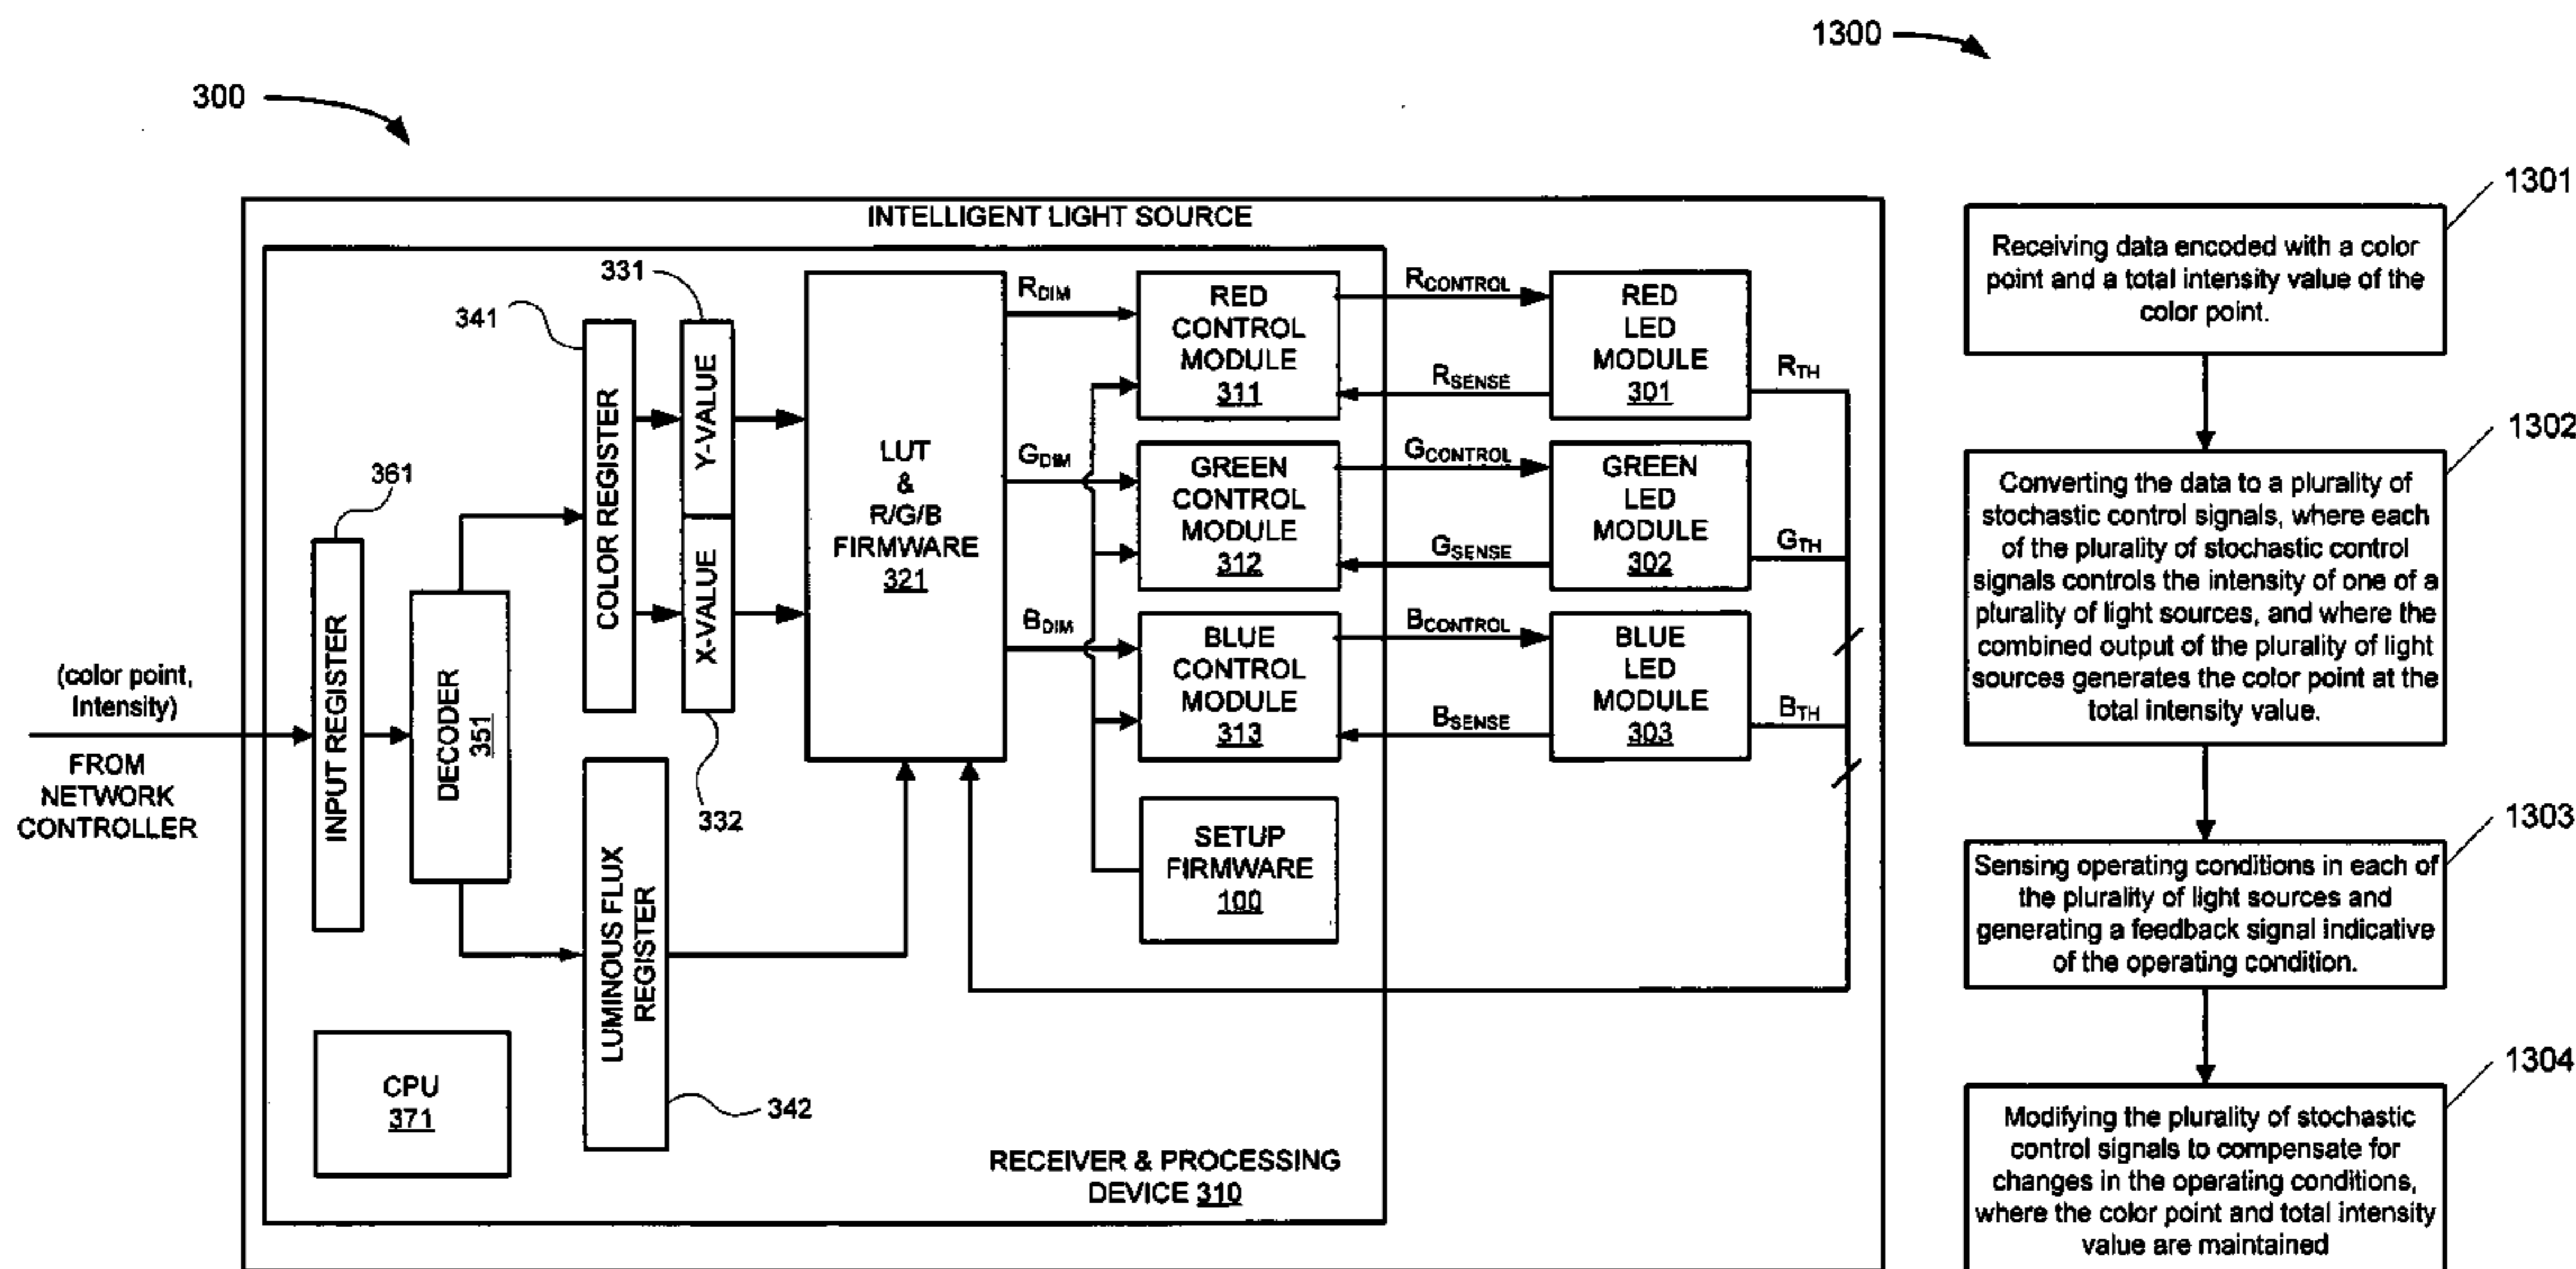 1300
300
INTELLIGENT LIGHT SOURCE
331
341
361
(color point,
Intensity)
FROM
NETWORK
CONTROLLER
INPUT REGISTER
DECODER
351
COLOR REGISTER
Y-VALUE
X-VALUE
332
LUMINOUS FLUX
REGISTER
342
CPU
371
LUT
&
R/G/B
FIRMWARE
321
RDIM
GDIM
BDIM
RED
CONTROL
MODULE
311
GREEN
CONTROL
MODULE
312
BLUE
CONTROL
MODULE
313
SETUP
FIRMWARE
100
RECEIVER & PROCESSING
DEVICE 310
RCONTROL
RSENSE
GCONTROL
GSENSE
BCONTROL
BSENSE
RED
LED
MODULE
301
GREEN
LED
MODULE
302
BLUE
LED
MODULE
303
RTH
GTH
BTH
1301
Receiving data encoded with a color
point and a total intensity value of the
color point.
1302
Converting the data to a plurality of
stochastic control signals, where each
of the plurality of stochastic control
signals controls the intensity of one of a
plurality of light sources, and where the
combined output of the plurality of light
sources generates the color point at the
total intensity value.
1303
Sensing operating conditions in each of
the plurality of light sources and
generating a feedback signal indicative
of the operating condition.
1304
Modifying the plurality of stochastic
control signals to compensate for
changes in the operating conditions,
where the color point and total intensity
value are maintained